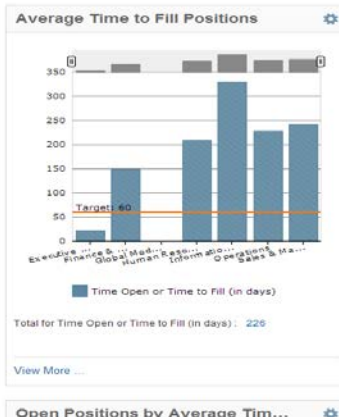 Average Time to Fill Positions
350
300
250
200
150
100
Target: 60
50
0
Executive ...
Finance & ...
Global Mod...
Human Reso...
Informatio...
Operations
Sales & Ma...
Time Open or Time to Fill (in days)
Total for Time Open or Time to Fill (in days) : 226
View More ...
Open Positions by Average Tim...